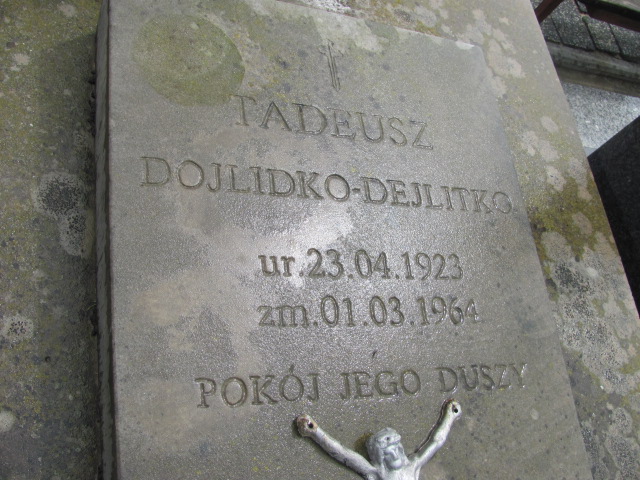 TADEUSZ
DOJLIDKO-DEJLITKO
ur.23.04.1923
zm.01.03.1964
POKÓJ JEGO DUSZY